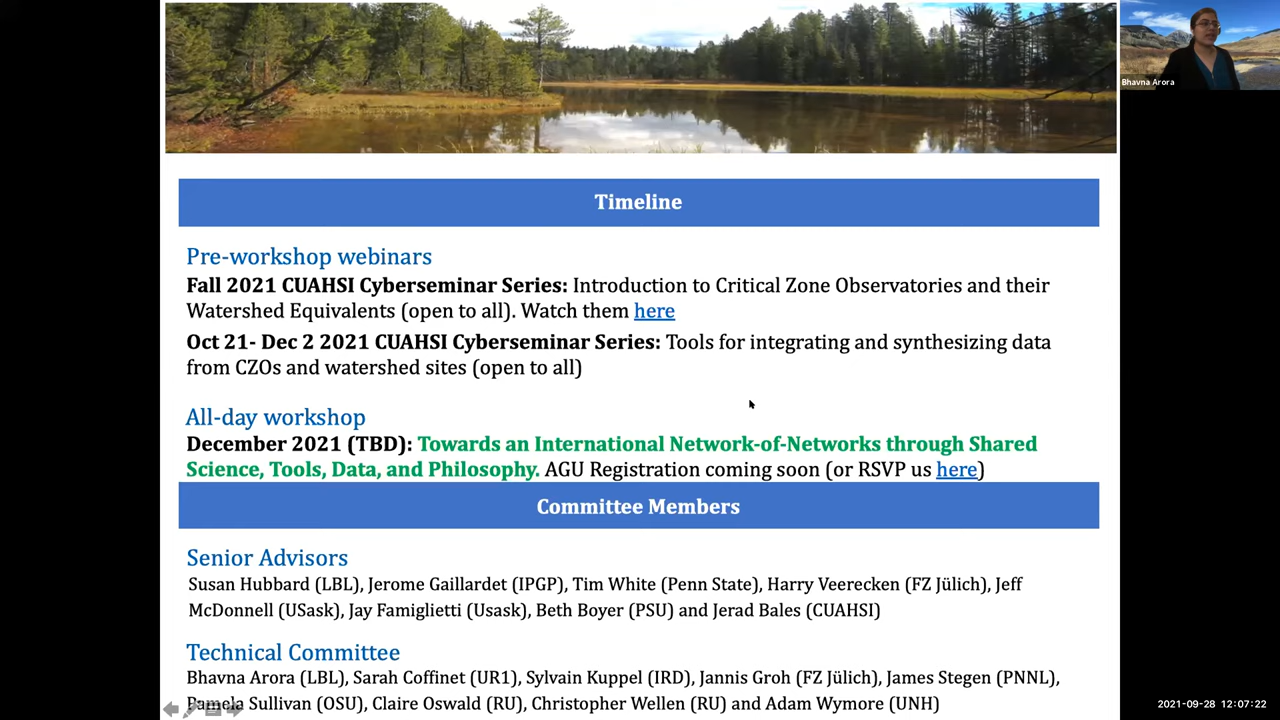 Bhavna Arora
Timeline
Pre-workshop webinars
Fall 2021 CUAHSI Cyberseminar Series: Introduction to Critical Zone Observatories and their
Watershed Equivalents (open to all). Watch them here
Oct 21- Dec 2 2021 CUAHSI Cyberseminar Series: Tools for integrating and synthesizing data
from CZOs and watershed sites (open to all)
All-day workshop
December 2021 (TBD): Towards an International Network-of-Networks through Shared
Science, Tools, Data, and Philosophy. AGU Registration coming soon (or RSVP us here)
Committee Members
Senior Advisors
Susan Hubbard (LBL), Jerome Gaillardet (IPGP), Tim White (Penn State), Harry Veerecken (FZ Jülich), Jeff
McDonnell (USask), Jay Famiglietti (Usask), Beth Boyer (PSU) and Jerad Bales (CUAHSI)
Technical Committee
Bhavna Arora (LBL), Sarah Coffinet (UR1), Sylvain Kuppel (IRD), Jannis Groh (FZ Jülich), James Stegen (PNNL),
Pamela Sullivan (OSU), Claire Oswald (RU), Christopher Wellen (RU) and Adam Wymore (UNH)
2021-09-28 12:07:22